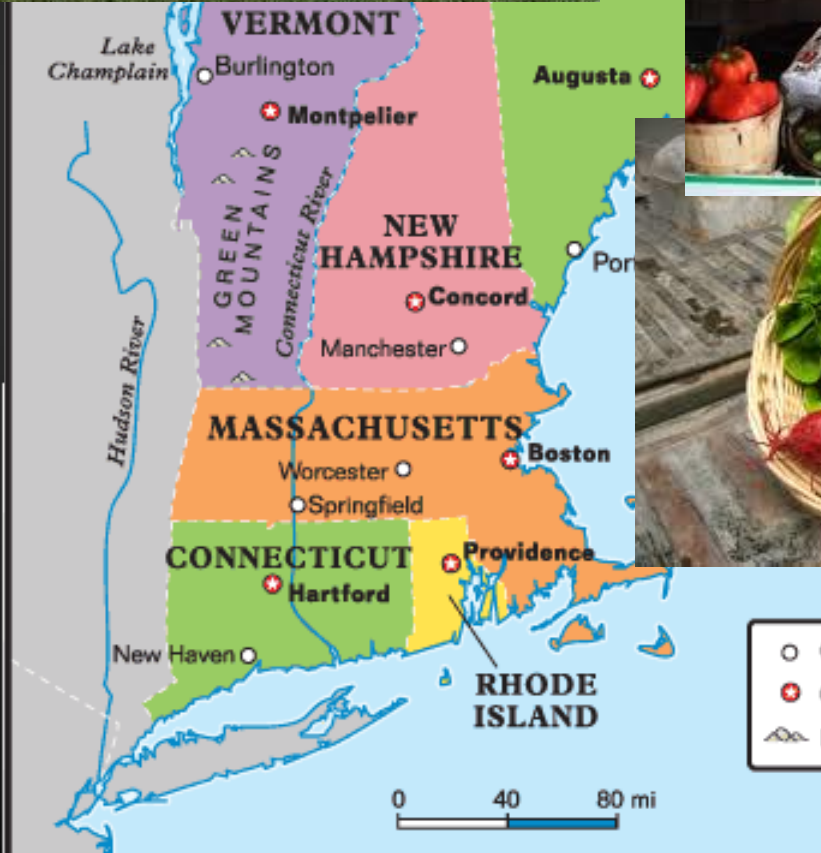 VERMONT
Lake
Champlain
Burlington
Augusta
Montpelier
GREEN
MOUNTAINS
Connecticut River
NEW
HAMPSHIRE
Concord
Manchester
Hudson River
MASSACHUSETTS
Boston
Worcester
Springfield
CONNECTICUT
Providence
Hartford
New Haven
RHODE
ISLAND
0 40 80 mi